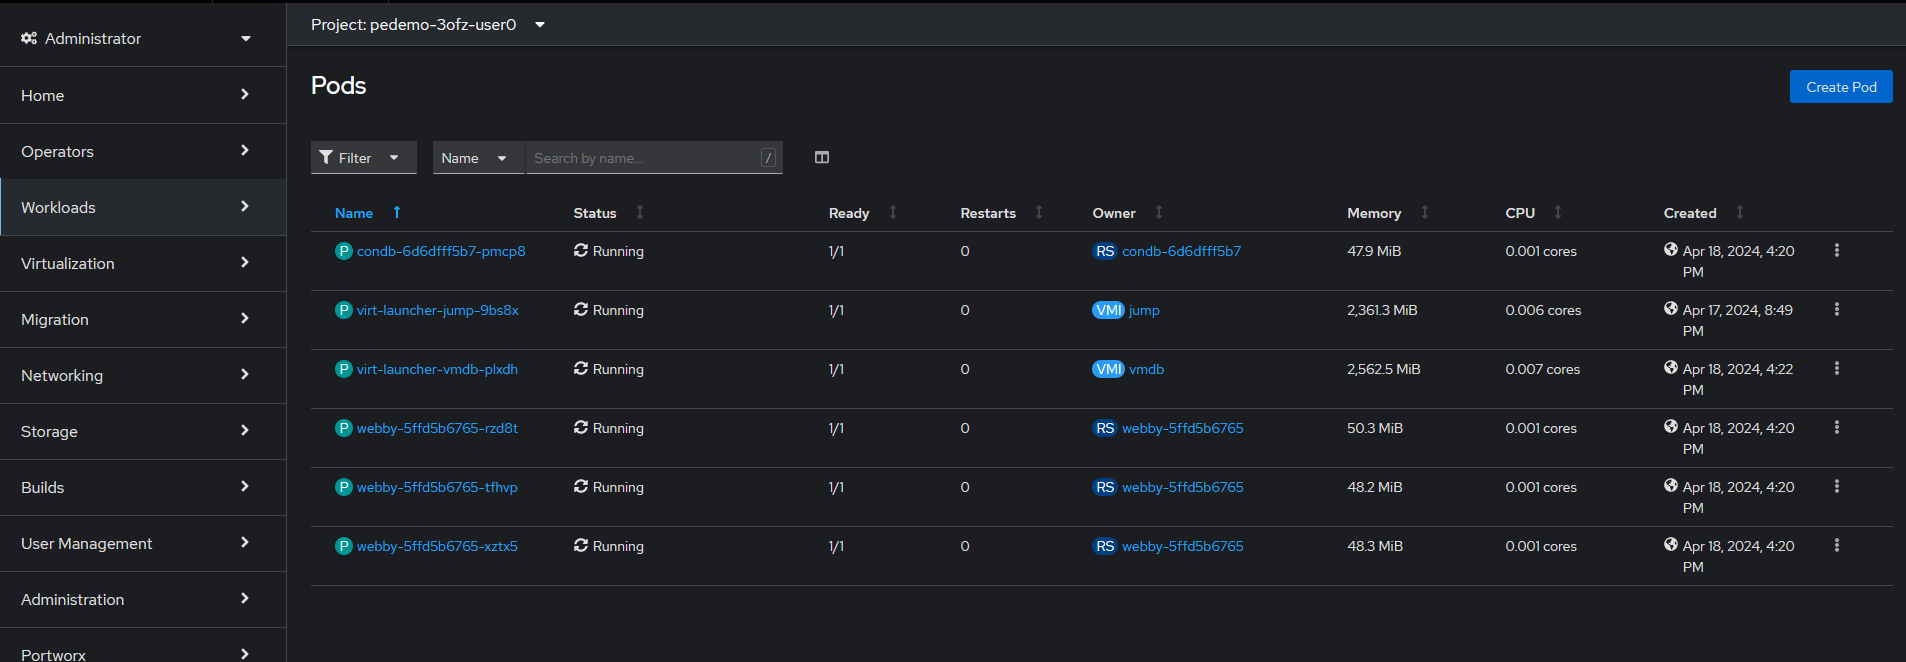 Administrator
Home
Operators
Workloads
Virtualization
Migration
Networking
Storage
Builds
User Management
Administration
Portworx
Project: pedemo-3ofz-user0
Pods
Create Pod
Filter Name Search by name... /
Name Status Ready Restarts Owner Memory CPU Created
P condb-6d6dfff5b7-pmcp8 Running 1/1 0 RS condb-6d6dfff5b7 47.9 MiB 0.001 cores Apr 18, 2024, 4:20
PM
P virt-launcher-jump-9bs8x Running 1/1 0 VMI jump 2,361.3 MiB 0.006 cores Apr 17, 2024, 8:49
PM
P virt-launcher-vmdb-plxdh Running 1/1 0 VMI vmdb 2,562.5 MiB 0.007 cores Apr 18, 2024, 4:22
PM
P webby-5ffd5b6765-rzd8t Running 1/1 0 RS webby-5ffd5b6765 50.3 MiB 0.001 cores Apr 18, 2024, 4:20
PM
P webby-5ffd5b6765-tfhvp Running 1/1 0 RS webby-5ffd5b6765 48.2 MiB 0.001 cores Apr 18, 2024, 4:20
PM
P webby-5ffd5b6765-xztx5 Running 1/1 0 RS webby-5ffd5b6765 48.3 MiB 0.001 cores Apr 18, 2024, 4:20
PM